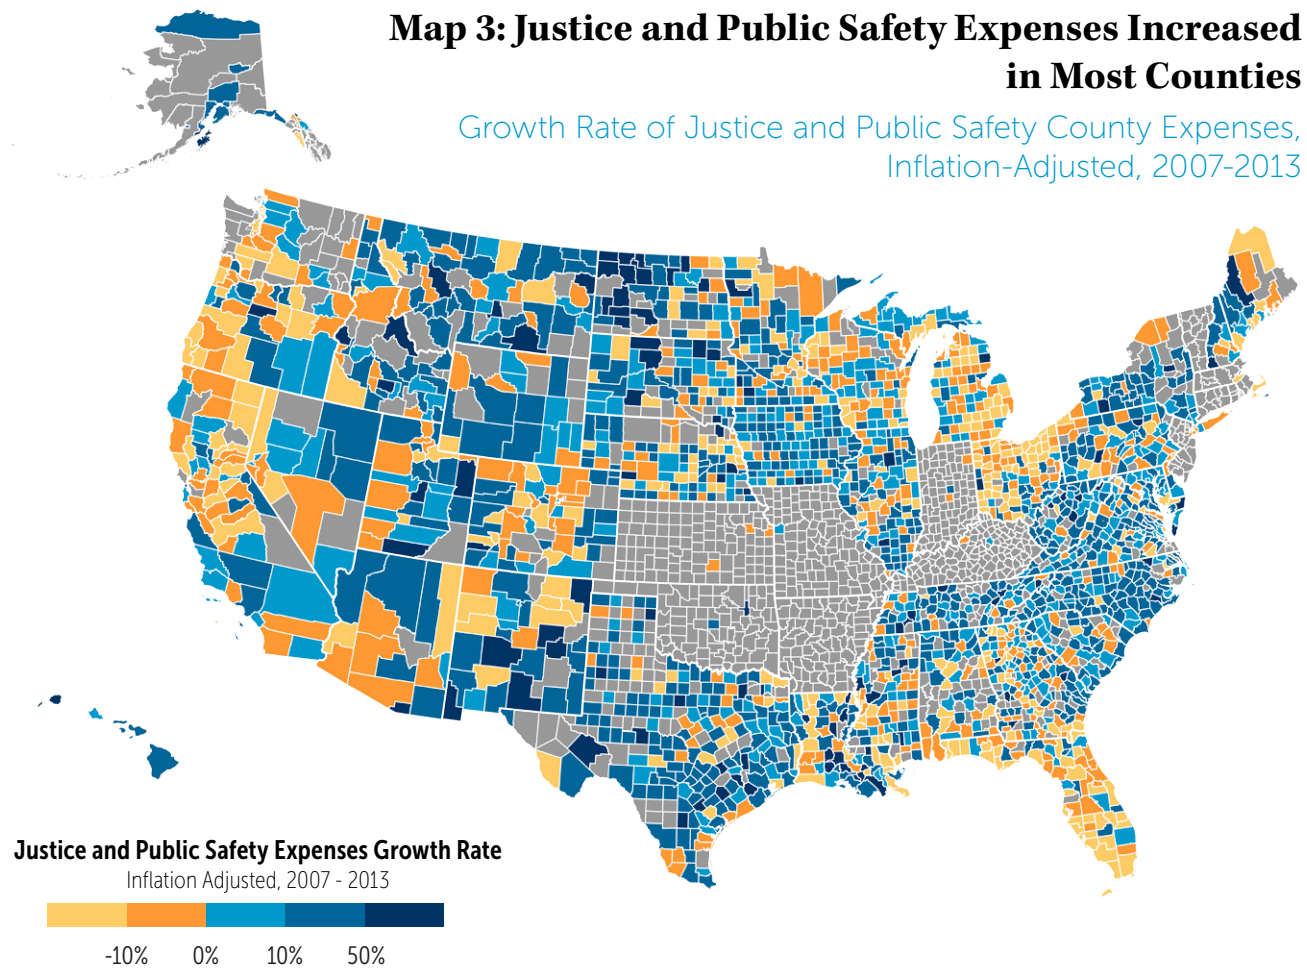 Map 3: Justice and Public Safety Expenses Increased
in Most Counties
Growth Rate of Justice and Public Safety County Expenses,
Inflation-Adjusted, 2007-2013
Justice and Public Safety Expenses Growth Rate
Inflation Adjusted, 2007 - 2013
-10% 0% 10% 50%